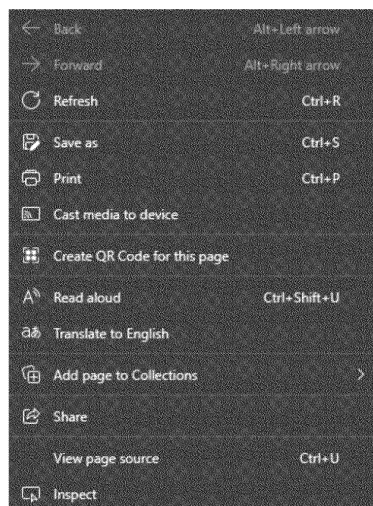 Back Alt+Left arrow
Forward Alt+Right arrow
Refresh Ctrl+R
Save as Ctrl+S
Print Ctrl+P
Cast media to device
Create QR Code for this page
Read aloud Ctrl+Shift+U
Translate to English
Add page to Collections
Share
View page source Ctrl+U
Inspect